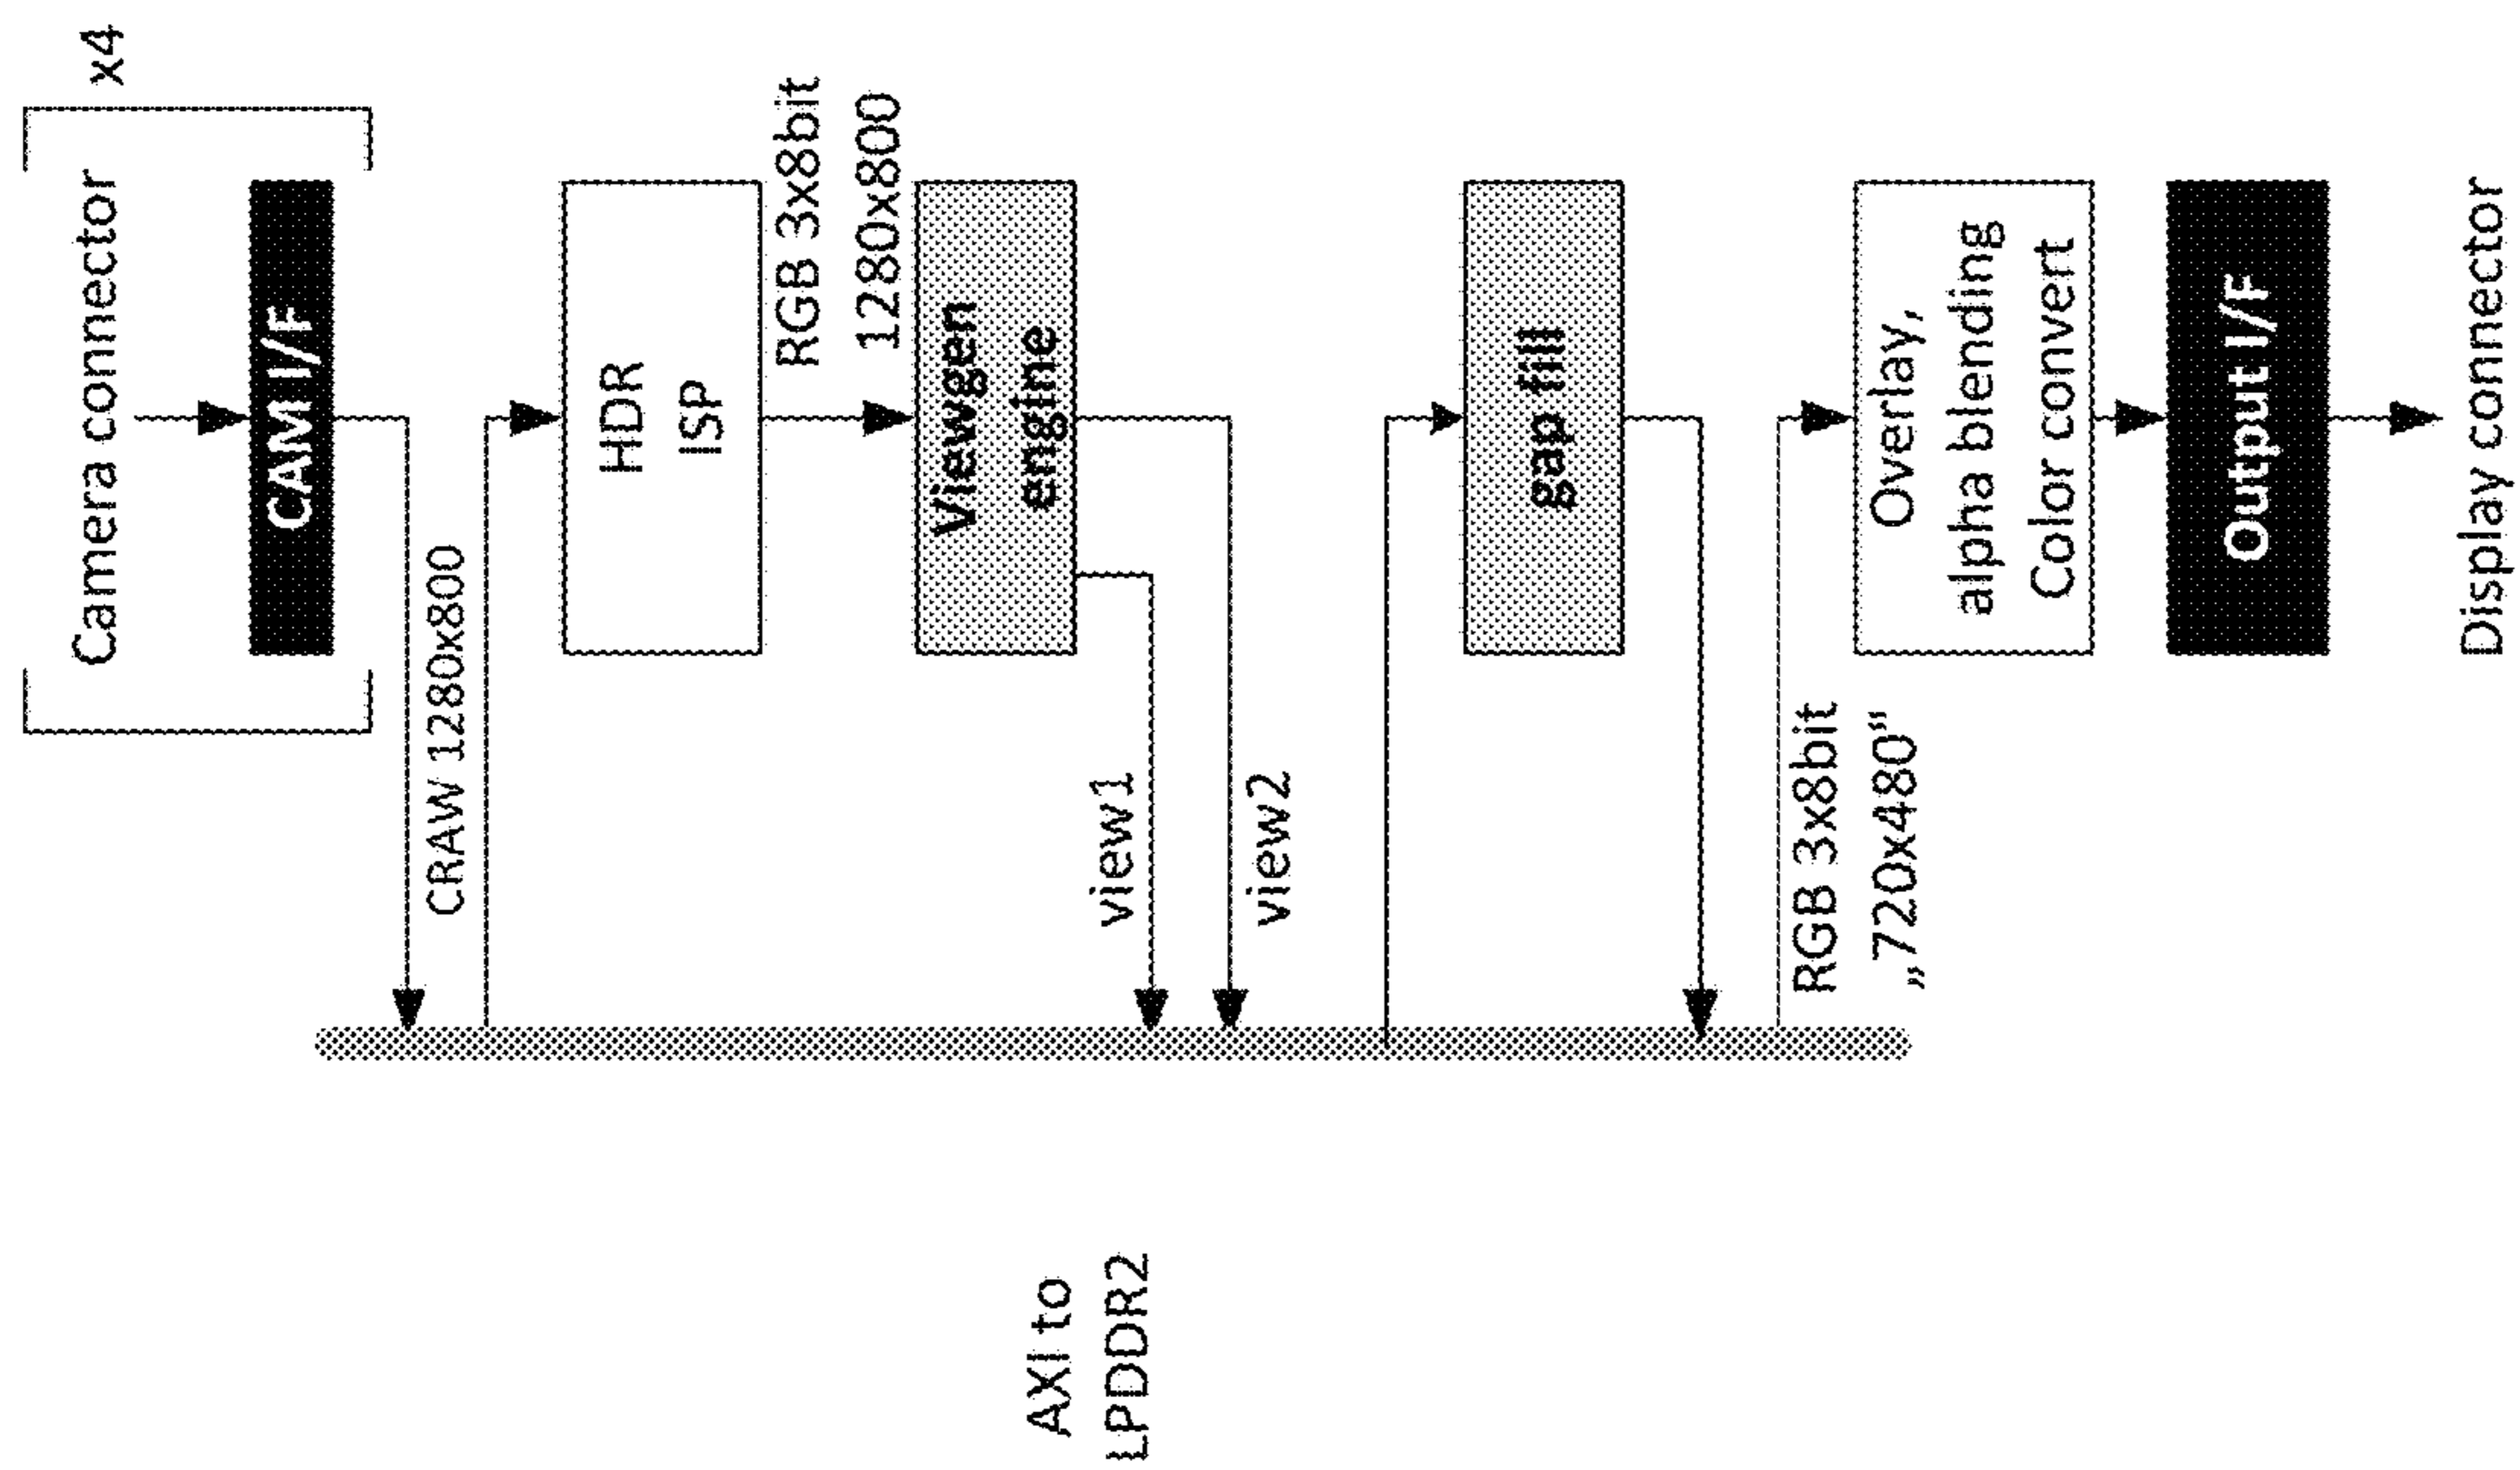 Camera connector
x4
CAM I/F
CRAW 1280x800
HDR
ISP
RGB 3x8bit
1280x800
Viewgen
engine
view1
view2
AXI to
LPDDR2
gap fill
RGB 3x8bit
„720x480“
Overlay,
alpha blending
Color convert
Output I/F
Display connector